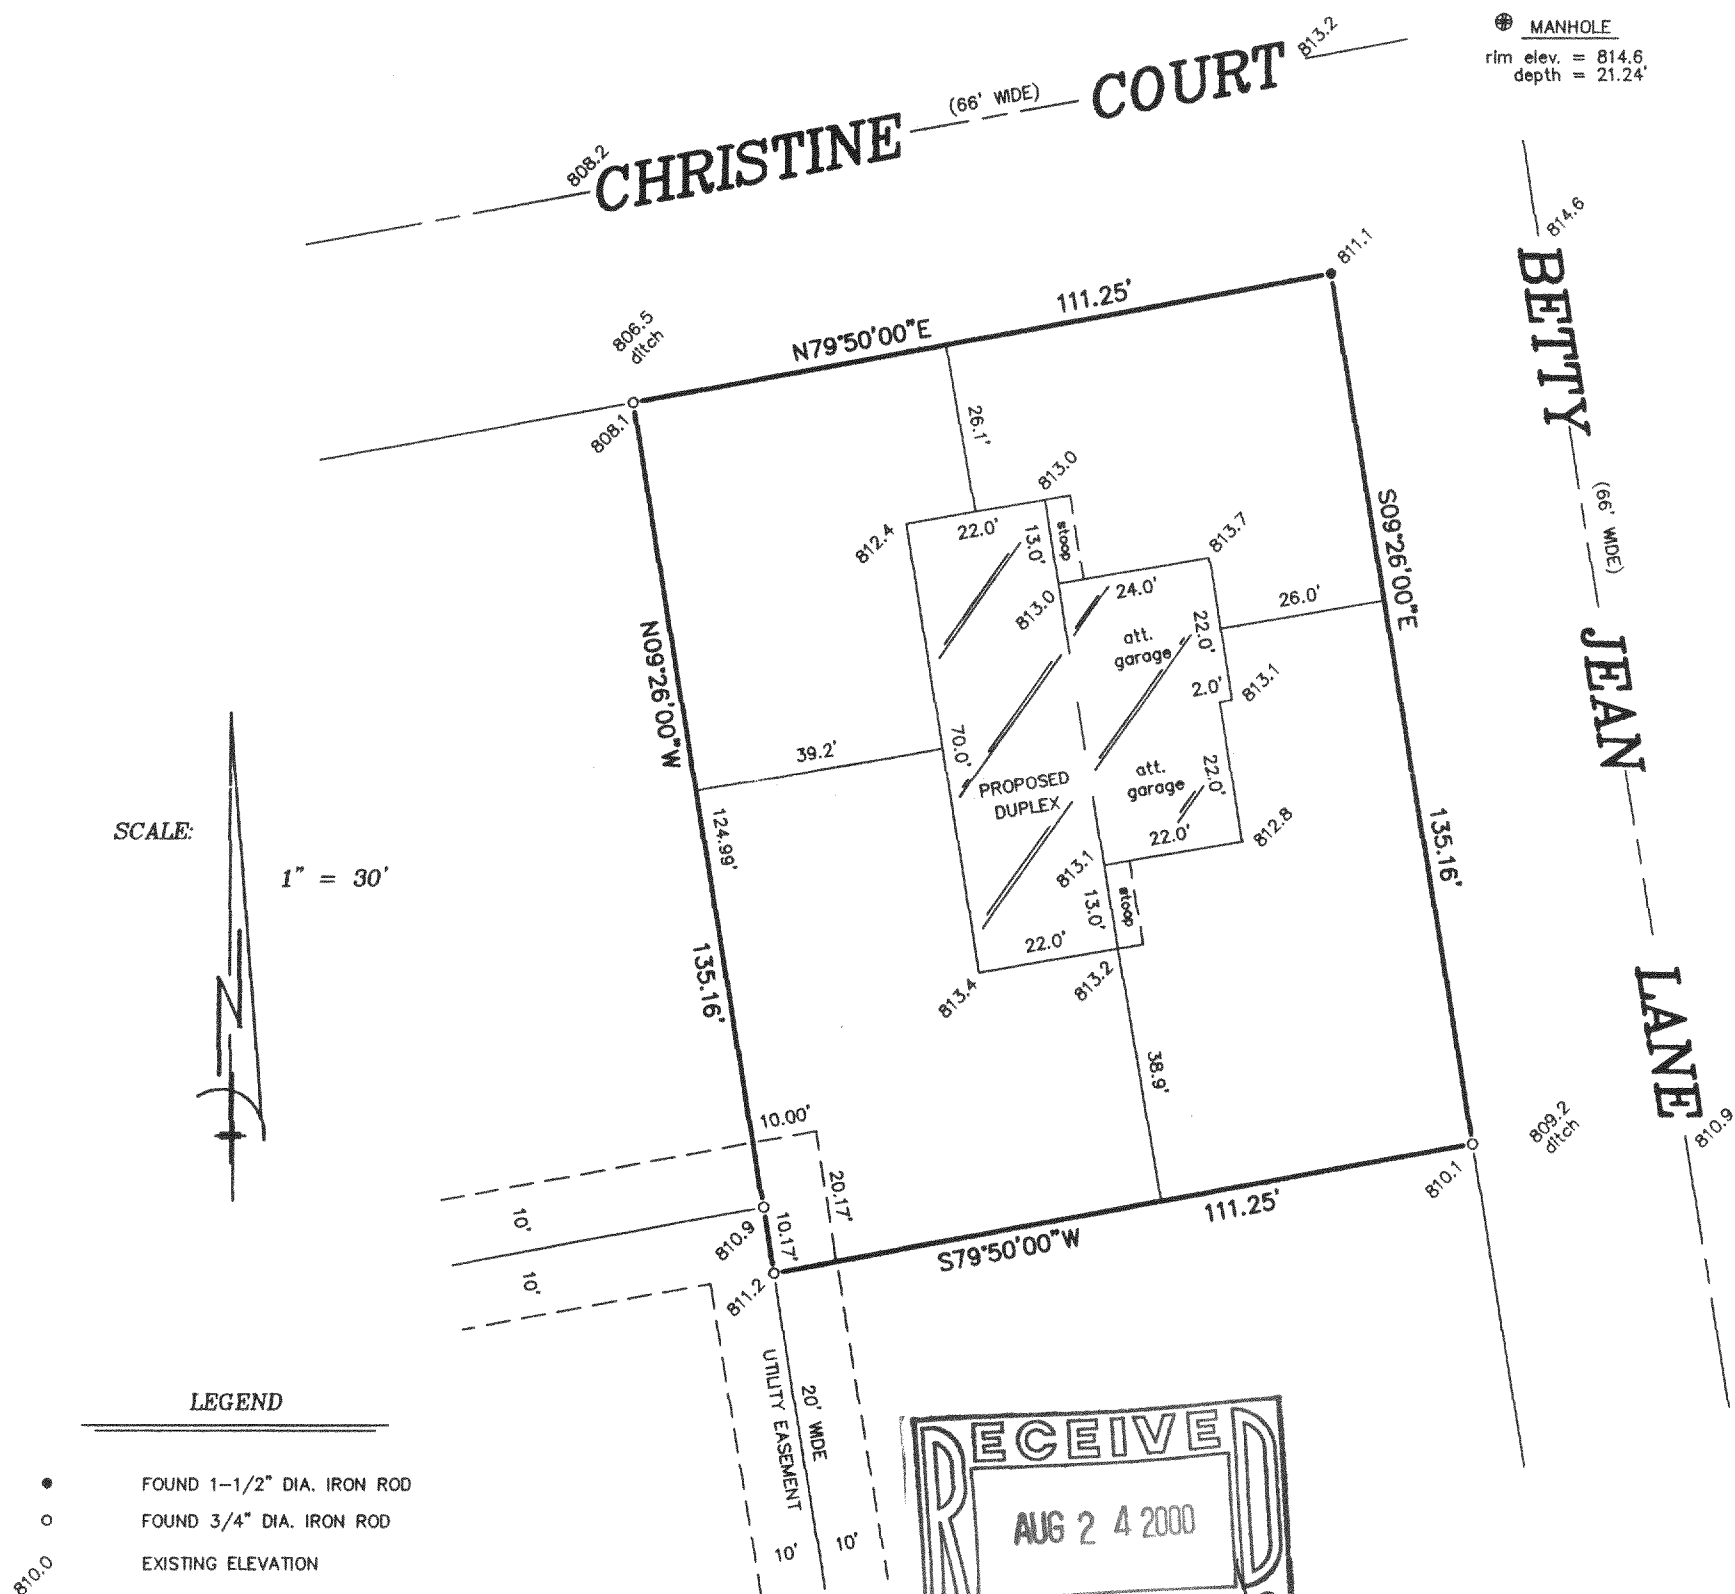 MANHOLE
rim elev. = 814.6
depth = 21.24'
813.2
CHRISTINE (66' WIDE) COURT
808.2
814.6
811.1
BETTY (66' WIDE) JEAN LANE
N79°50'00"E 111.25'
806.5
ditch
808.1
26.1'
813.0
812.4
22.0'
13.0'
stoop
813.7
813.0
24.0'
att.
garage
22.0'
26.0'
S09°26'00"E 135.16'
2.0'
813.1
N09°26'00"W 135.16'
39.2'
124.99'
70.0'
PROPOSED
DUPLEX
att.
garage
22.0'
22.0'
812.8
813.1
13.0'
stoop
22.0'
813.4
813.2
38.9'
SCALE:
1" = 30'
N
10.00'
20.17'
10.17'
10'
10'
810.9
811.2
S79°50'00"W 111.25'
810.1
809.2
ditch
810.9
20' WIDE
UTILITY EASEMENT
10'
10'
LEGEND
FOUND 1-1/2" DIA. IRON ROD
FOUND 3/4" DIA. IRON ROD
810.0 EXISTING ELEVATION
RECEIVED
AUG 24 2000